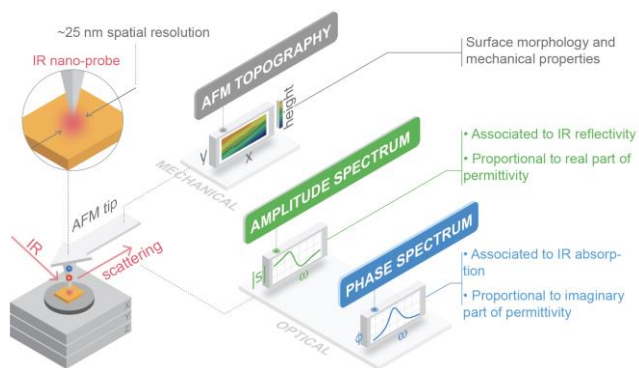 ~25 nm spatial resolution
IR nano-probe
AFM TOPOGRAPHY
height
y
x
MECHANICAL
Surface morphology and
mechanical properties
AFM tip
IR
scattering
AMPLITUDE SPECTRUM
|S|
ω
• Associated to IR reflectivity
• Proportional to real part of
permittivity
OPTICAL
PHASE SPECTRUM
φ
ω
• Associated to IR absorp-
tion
• Proportional to imaginary
part of permittivity